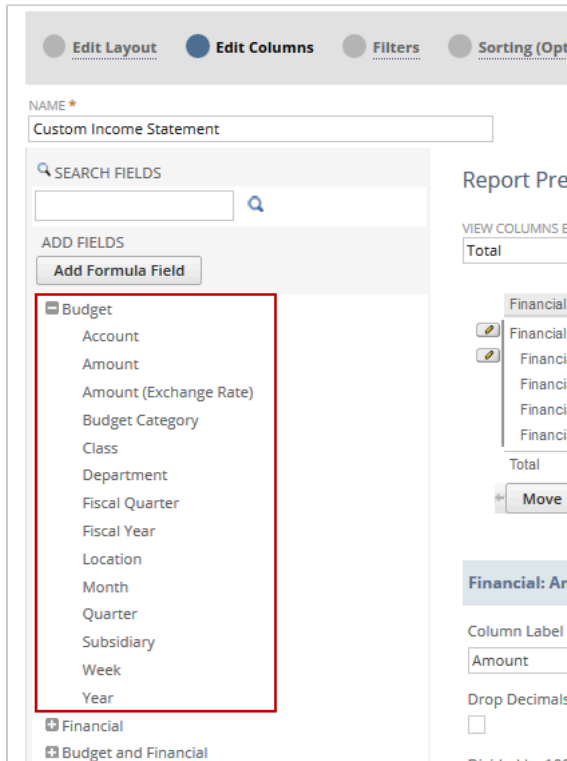 Edit Layout Edit Columns Filters Sorting (Opt
NAME *
Custom Income Statement
SEARCH FIELDS
ADD FIELDS
Add Formula Field
Budget
Account
Amount
Amount (Exchange Rate)
Budget Category
Class
Department
Fiscal Quarter
Fiscal Year
Location
Month
Quarter
Subsidiary
Week
Year
Financial
Budget and Financial
Report Pre
VIEW COLUMNS B
Total
Financial
Financial
Financi
Financi
Financi
Financi
Total
Move
Financial: Ar
Column Label
Amount
Drop Decimals